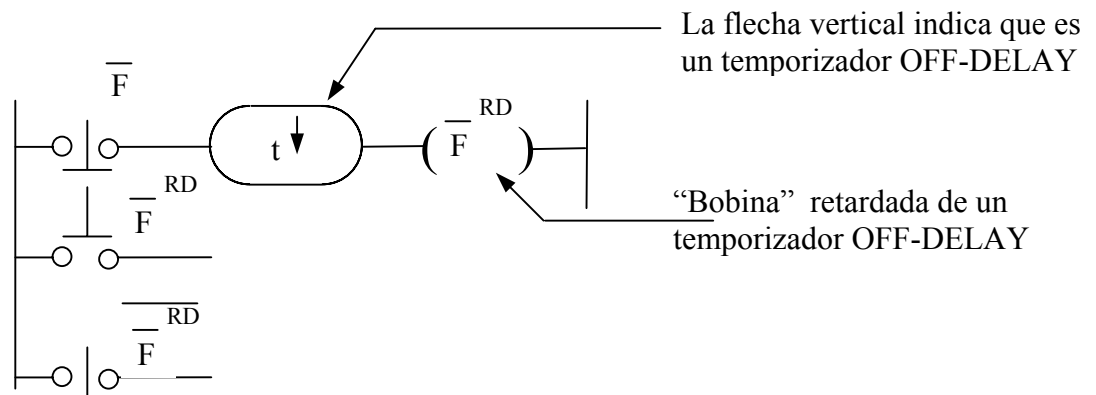 La flecha vertical indica que es
un temporizador OFF-DELAY
F̅
t
F̅ RD
F̅ RD
“Bobina” retardada de un
temporizador OFF-DELAY
F̅ RD